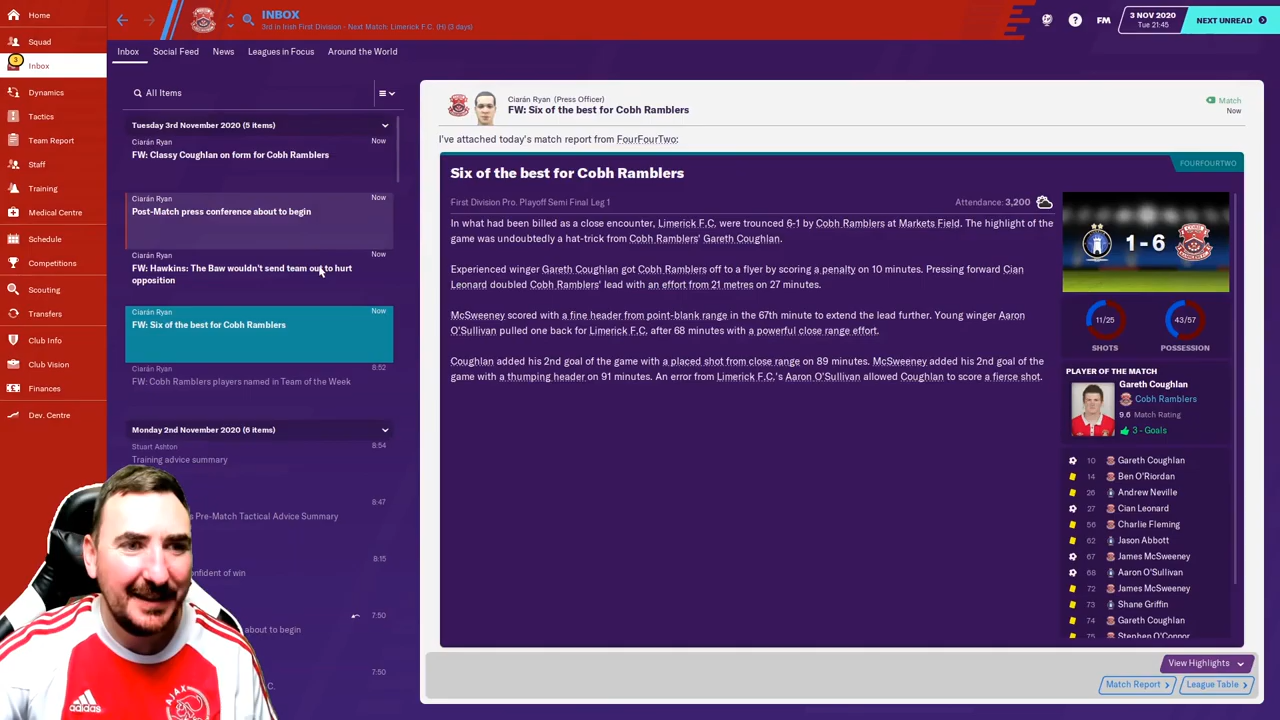 Home
Squad
3
Inbox
Dynamics
Tactics
Team Report
Staff
Training
Medical Centre
Schedule
Competitions
Scouting
Transfers
Club Info
Club Vision
Finances
Dev. Centre
INBOX
3rd in Irish First Division - Next Match: Limerick F.C. (H) (3 days)
FM
3 NOV 2020
Tue 21:45
NEXT UNREAD
Inbox
Social Feed
News
Leagues in Focus
Around the World
All Items
Tuesday 3rd November 2020 (5 items)
Ciarán Ryan
Now
FW: Classy Coughlan on form for Cobh Ramblers
Ciarán Ryan
Now
Post-Match press conference about to begin
Ciarán Ryan
Now
FW: Hawkins: The Baw wouldn't send team out to hurt
opposition
Ciarán Ryan
Now
FW: Six of the best for Cobh Ramblers
Ciarán Ryan
8:52
FW: Cobh Ramblers players named in Team of the Week
Monday 2nd November 2020 (6 items)
Stuart Ashton
8:54
Training advice summary
8:47
Pre-Match Tactical Advice Summary
8:15
of win
7:50
about to begin
7:50
C.
Ciarán Ryan (Press Officer)
FW: Six of the best for Cobh Ramblers
Match
Now
I've attached today's match report from FourFourTwo:
FOURFOURTWO
Six of the best for Cobh Ramblers
First Division Pro. Playoff Semi Final Leg 1
Attendance: 3,200
In what had been billed as a close encounter, Limerick F.C. were trounced 6-1 by Cobh Ramblers at Markets Field. The highlight of
the game was undoubtedly a hat-trick from Cobh Ramblers' Gareth Coughlan.
Experienced winger Gareth Coughlan got Cobh Ramblers off to a flyer by scoring a penalty on 10 minutes. Pressing forward Cian
Leonard doubled Cobh Ramblers' lead with an effort from 21 metres on 27 minutes.
McSweeney scored with a fine header from point-blank range in the 67th minute to extend the lead further. Young winger Aaron
O'Sullivan pulled one back for Limerick F.C. after 68 minutes with a powerful close range effort.
Coughlan added his 2nd goal of the game with a placed shot from close range on 89 minutes. McSweeney added his 2nd goal of the
game with a thumping header on 91 minutes. An error from Limerick F.C.'s Aaron O'Sullivan allowed Coughlan to score a fierce shot.
1 - 6
11/25
SHOTS
43/57
POSSESSION
PLAYER OF THE MATCH
Gareth Coughlan
Cobh Ramblers
9.6 Match Rating
3 - Goals
10 Gareth Coughlan
14 Ben O'Riordan
26 Andrew Neville
27 Cian Leonard
56 Charlie Fleming
62 Jason Abbott
67 James McSweeney
68 Aaron O'Sullivan
72 James McSweeney
73 Shane Griffin
74 Gareth Coughlan
75 Stephen O'Connor
View Highlights
Match Report
League Table
adidas
AJAX